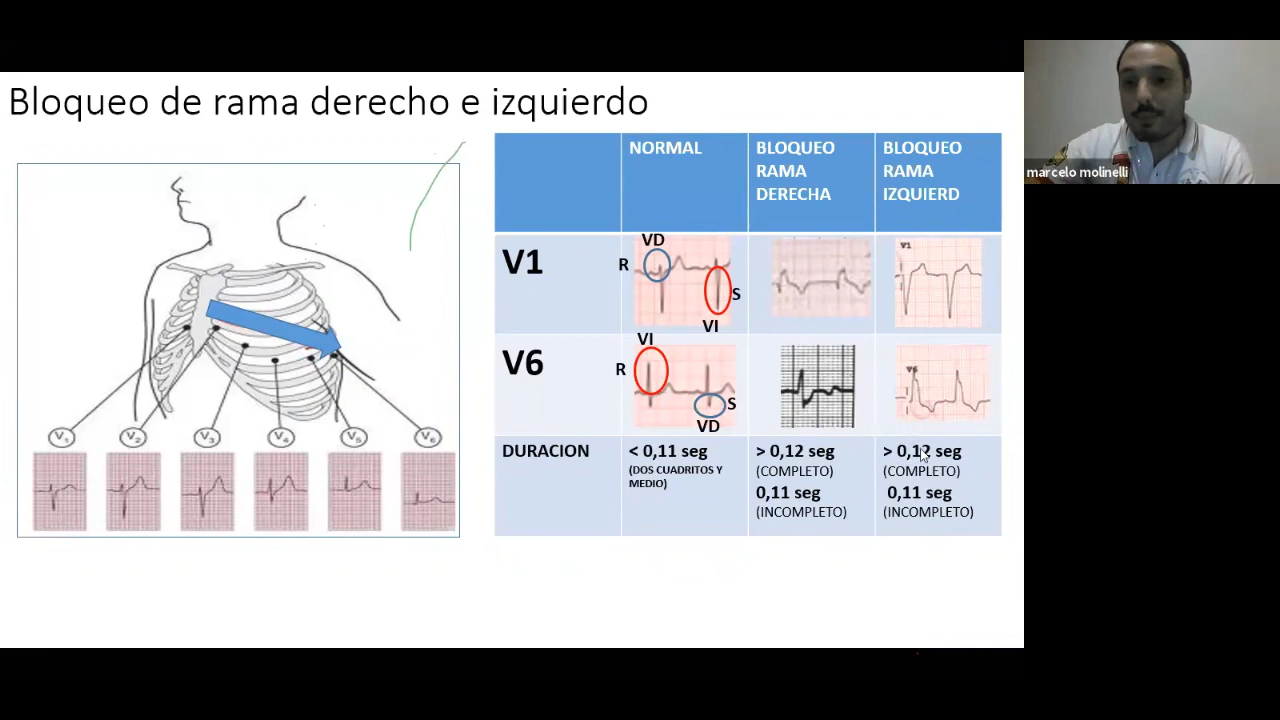 Bloqueo de rama derecho e izquierdo
marcelo molinelli
V1
V2
V3
V4
V5
V6
NORMAL
BLOQUEO
RAMA
DERECHA
BLOQUEO
RAMA
IZQUIERD
V1
VD
R
S
VI
V1
V6
VI
R
S
VD
V6
DURACION
< 0,11 seg
(DOS CUADRITOS Y
MEDIO)
> 0,12 seg
(COMPLETO)
0,11 seg
(INCOMPLETO)
> 0,12 seg
(COMPLETO)
0,11 seg
(INCOMPLETO)